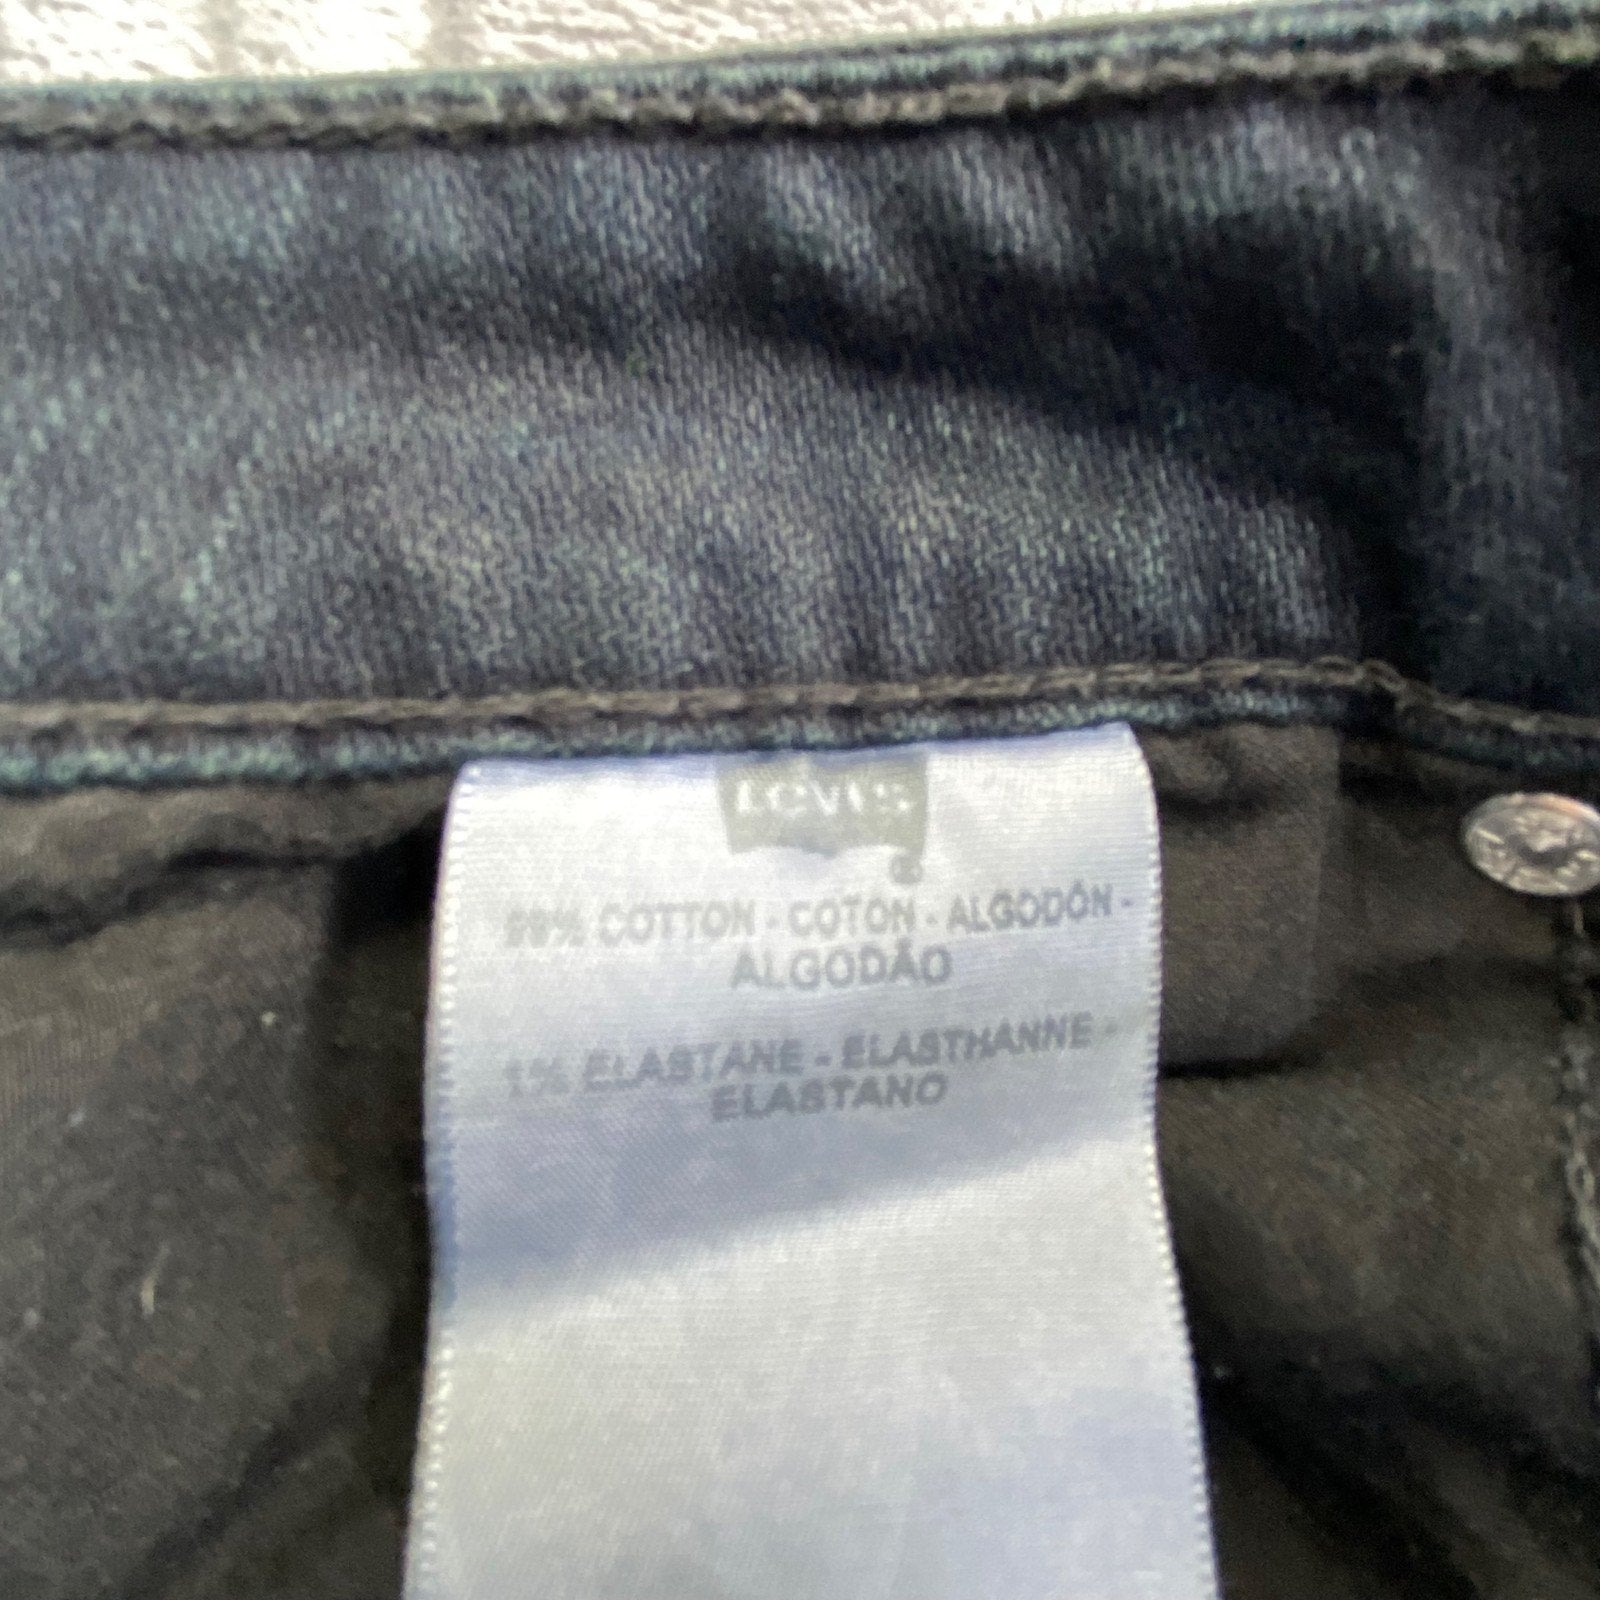 Levi's
99% COTTON - COTON - ALGODÓN -
ALGODÃO
1% ELASTANE - ELASTHANNE -
ELASTANO